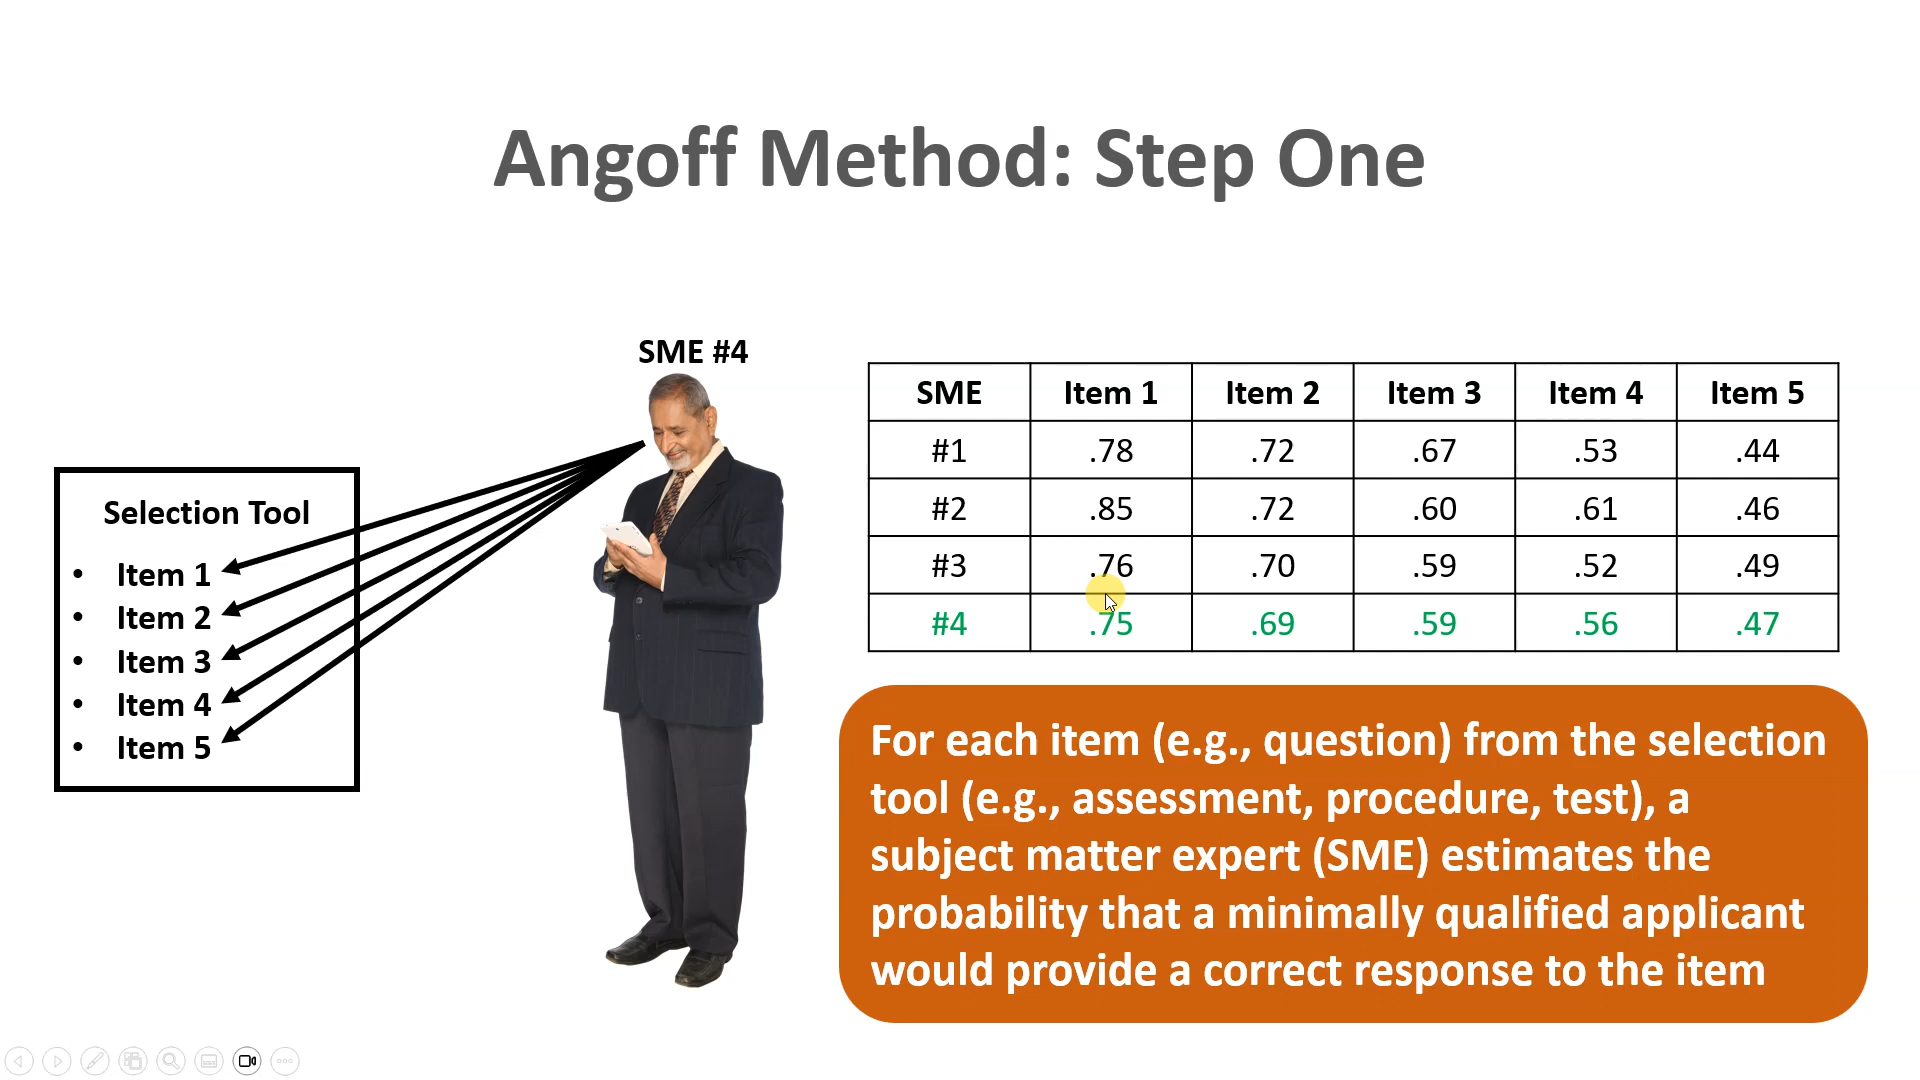 Angoff Method: Step One
SME #4
Selection Tool
• Item 1
• Item 2
• Item 3
• Item 4
• Item 5
SME Item 1 Item 2 Item 3 Item 4 Item 5
#1 .78 .72 .67 .53 .44
#2 .85 .72 .60 .61 .46
#3 .76 .70 .59 .52 .49
#4 .75 .69 .59 .56 .47
For each item (e.g., question) from the selection
tool (e.g., assessment, procedure, test), a
subject matter expert (SME) estimates the
probability that a minimally qualified applicant
would provide a correct response to the item